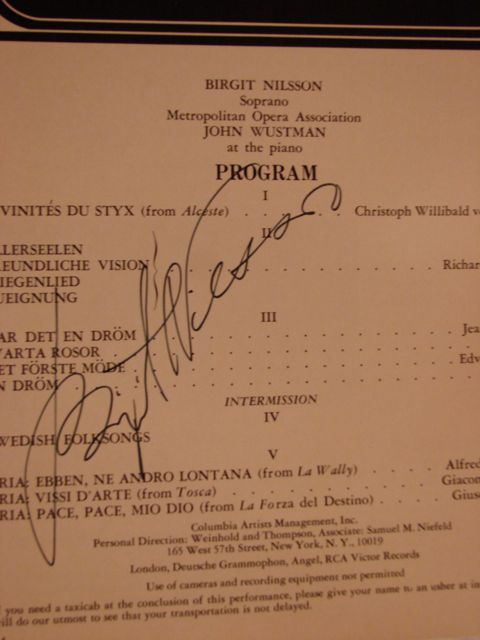 BIRGIT NILSSON
Soprano
Metropolitan Opera Association
JOHN WUSTMAN
at the piano
PROGRAM
I
VINITÉS DU STYX (from Alceste) . . . . . Christoph Willibald v
II
LLERSEELEN
REUNDLICHE VISION . . . . . . . . . . Richar
IEGENLIED
UEIGNUNG
III
AR DET EN DRÖM . . . . . . . . . . Jea
VARTA ROSOR
ET FÖRSTE MÖDE . . . . . . . . . . Edv
N DRÖM . . . . . . . . . .
INTERMISSION
IV
WEDISH FOLKSONGS
V
RIA: EBBEN, NE ANDRO LONTANA (from La Wally) . . . . Alfred
RIA: VISSI D'ARTE (from Tosca) . . . . . . . . Giacom
RIA: PACE, PACE, MIO DIO (from La Forza del Destino) . . . . Gius
Columbia Artists Management, Inc.
Personal Direction: Weinhold and Thompson, Associate: Samuel M. Niefeld
165 West 57th Street, New York, N. Y., 10019
London, Deutsche Grammophon, Angel, RCA Victor Records
Use of cameras and recording equipment not permitted
f you need a taxicab at the conclusion of this performance, please give your name to an usher at in
will do our utmost to see that your transportation is not delayed.
Birgit Nilsson